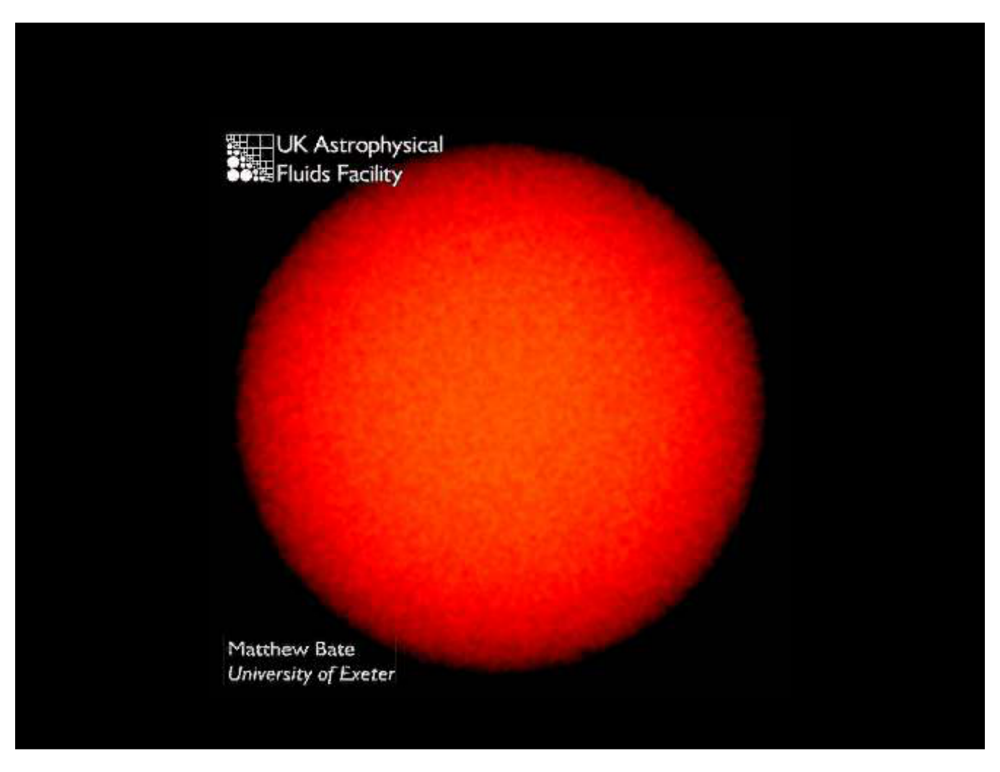 UK Astrophysical
Fluids Facility
Matthew Bate
University of Exeter